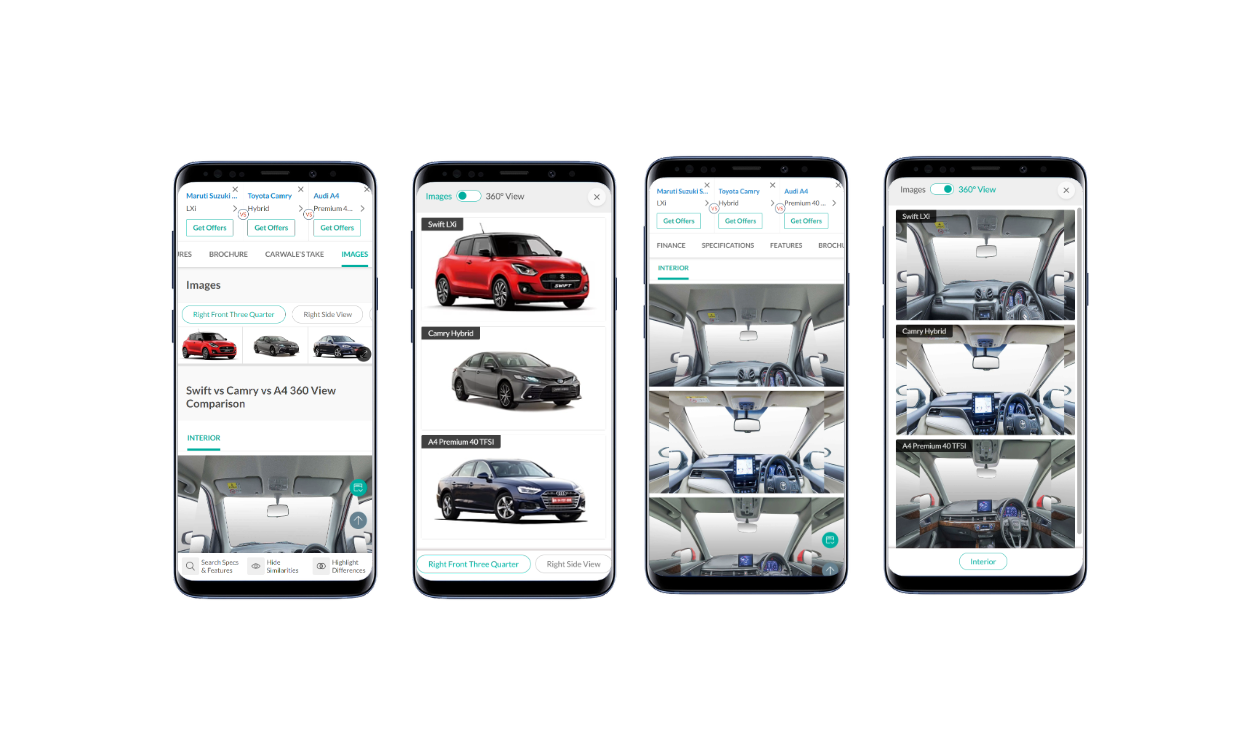 Maruti Suzuki ... Toyota Camry Audi A4
LXi Hybrid Premium 4...
VS VS
Get Offers Get Offers Get Offers
RES BROCHURE CARWALE'S TAKE IMAGES
Images
Right Front Three Quarter Right Side View
Swift vs Camry vs A4 360 View
Comparison
INTERIOR
Search Specs
& Features
Hide
Similarities
Highlight
Differences
Images 360° View
Swift LXi
SWIFT
Camry Hybrid
A4 Premium 40 TFSI
Right Front Three Quarter Right Side View
Maruti Suzuki S... Toyota Camry Audi A4
LXi Hybrid Premium 40 ...
VS VS
Get Offers Get Offers Get Offers
FINANCE SPECIFICATIONS FEATURES BROCHU
INTERIOR
Images 360° View
Swift LXi
Camry Hybrid
A4 Premium 40 TFSI
Interior